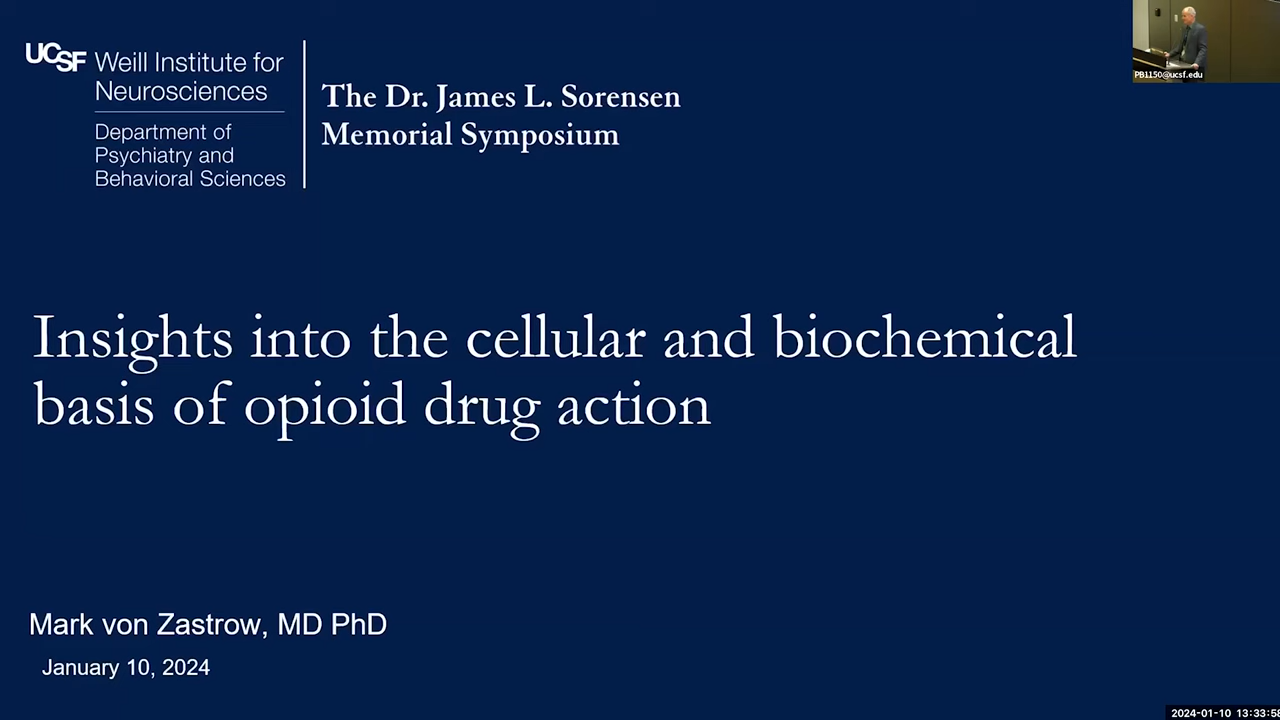 UCSF
Weill Institute for
Neurosciences
Department of
Psychiatry and
Behavioral Sciences
The Dr. James L. Sorensen
Memorial Symposium
PB1150@ucsf.edu
Insights into the cellular and biochemical
basis of opioid drug action
Mark von Zastrow, MD PhD
January 10, 2024
2024-01-10 13:33:58